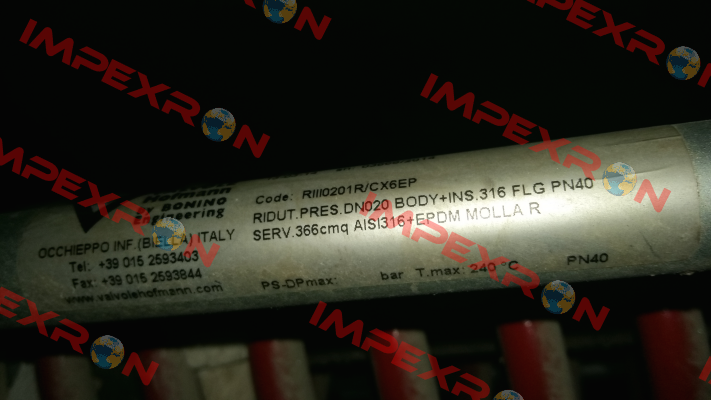 Hofmann
BONINO
Engineering
OCCHIEPPO INF.(BIELLA) ITALY
Tel: +39 015 2593403
Fax: +39 015 2593844
www.valvolehofmann.com
Code: RIII0201R/CX6EP
RIDUT.PRES.DN020 BODY+INS.316 FLG PN40
SERV.366cmq AISI316+EPDM MOLLA R
PS-DPmax: bar T.max: 240 °C PN40
IMPEXRON
IMPEXRON
IMPEXRON
IMPEXRON
IMPEXRON
IMPEXRON
IMPEXRON